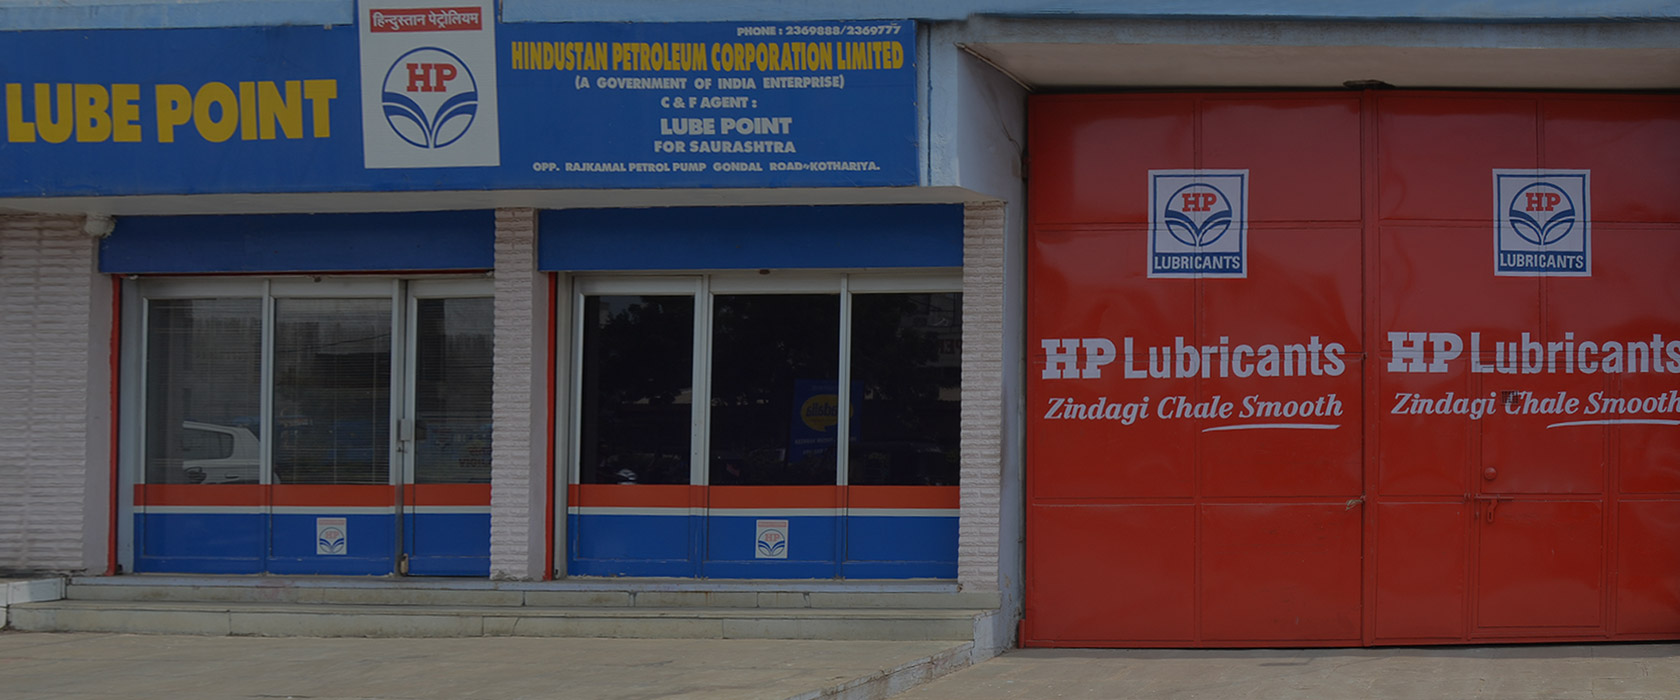 LUBE POINT
हिन्दुस्तान पेट्रोलियम
HP
PHONE : 2369888/2369777
HINDUSTAN PETROLEUM CORPORATION LIMITED
(A GOVERNMENT OF INDIA ENTERPRISE)
C & F AGENT :
LUBE POINT
FOR SAURASHTRA
OPP. RAJKAMAL PETROL PUMP GONDAL ROAD, KOTHARIYA.
HP
LUBRICANTS
HP Lubricants
Zindagi Chale Smooth
HP
LUBRICANTS
HP Lubricants
Zindagi Chale Smooth
HP
HP